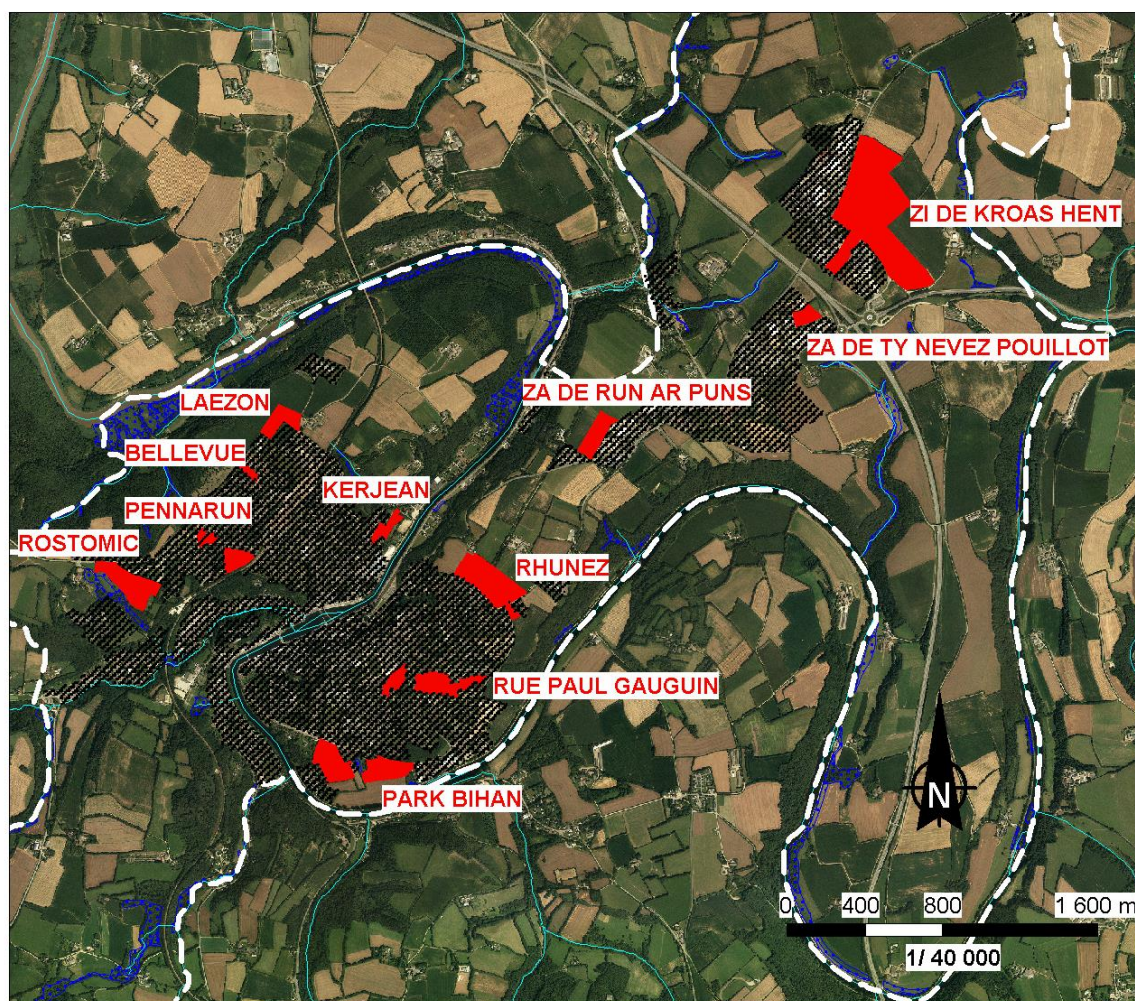 ZI DE KROAS HENT
ZA DE TY NEVEZ POUILLOT
ZA DE RUN AR PUNS
LAEZON
BELLEVUE
KERJEAN
PENNARUN
ROSTOMIC
RHUNEZ
RUE PAUL GAUGUIN
PARK BIHAN
N
0 400 800 1 600 m
1/ 40 000